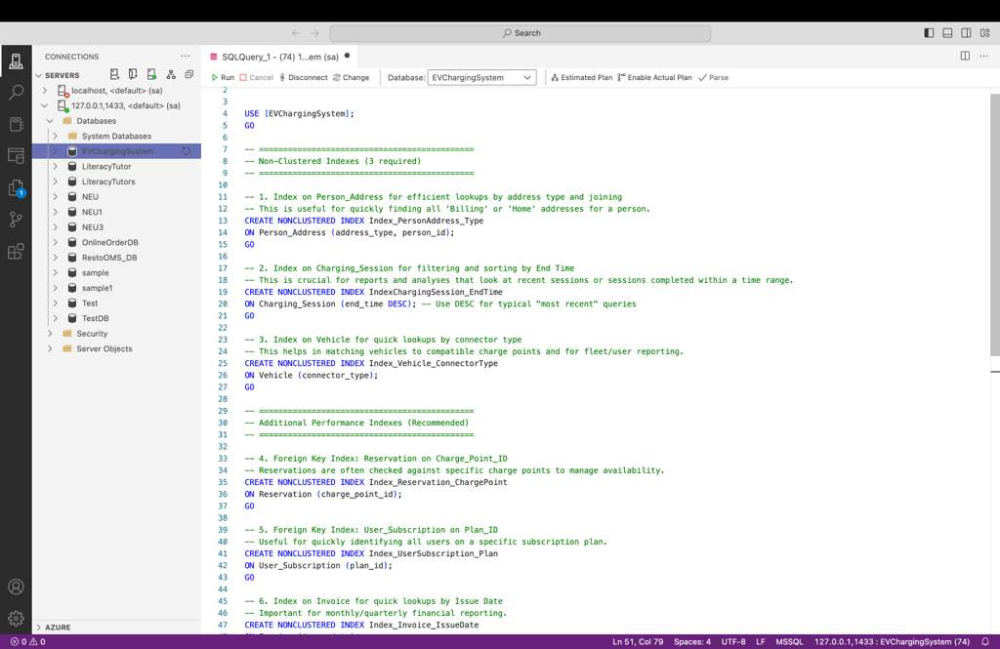 Search
CONNECTIONS
SERVERS
localhost, <default> (sa)
127.0.0.1,1433, <default> (sa)
Databases
System Databases
EVChargingSystem
LiteracyTutor
LiteracyTutors
NEU
NEU1
NEU3
OnlineOrderDB
RestoOMS_DB
sample
sample1
Test
TestDB
Security
Server Objects
AZURE
1
SQLQuery_1 - (74) 1...em (sa)
Run Cancel Disconnect Change Database: EVChargingSystem Estimated Plan Enable Actual Plan Parse
2
3
4 USE [EVChargingSystem];
5 GO
6
7 -- =============================================
8 -- Non-Clustered Indexes (3 required)
9 -- =============================================
10
11 -- 1. Index on Person_Address for efficient lookups by address type and joining
12 -- This is useful for quickly finding all 'Billing' or 'Home' addresses for a person.
13 CREATE NONCLUSTERED INDEX Index_PersonAddress_Type
14 ON Person_Address (address_type, person_id);
15 GO
16
17 -- 2. Index on Charging_Session for filtering and sorting by End Time
18 -- This is crucial for reports and analyses that look at recent sessions or sessions completed within a time range.
19 CREATE NONCLUSTERED INDEX IndexChargingSession_EndTime
20 ON Charging_Session (end_time DESC); -- Use DESC for typical "most recent" queries
21 GO
22
23 -- 3. Index on Vehicle for quick lookups by connector type
24 -- This helps in matching vehicles to compatible charge points and for fleet/user reporting.
25 CREATE NONCLUSTERED INDEX Index_Vehicle_ConnectorType
26 ON Vehicle (connector_type);
27 GO
28
29 -- =============================================
30 -- Additional Performance Indexes (Recommended)
31 -- =============================================
32
33 -- 4. Foreign Key Index: Reservation on Charge_Point_ID
34 -- Reservations are often checked against specific charge points to manage availability.
35 CREATE NONCLUSTERED INDEX Index_Reservation_ChargePoint
36 ON Reservation (charge_point_id);
37 GO
38
39 -- 5. Foreign Key Index: User_Subscription on Plan_ID
40 -- Useful for quickly identifying all users on a specific subscription plan.
41 CREATE NONCLUSTERED INDEX Index_UserSubscription_Plan
42 ON User_Subscription (plan_id);
43 GO
44
45 -- 6. Index on Invoice for quick lookups by Issue Date
46 -- Important for monthly/quarterly financial reporting.
47 CREATE NONCLUSTERED INDEX Index_Invoice_IssueDate
0 0 Ln 51, Col 79 Spaces: 4 UTF-8 LF MSSQL 127.0.0.1,1433 : EVChargingSystem (74)